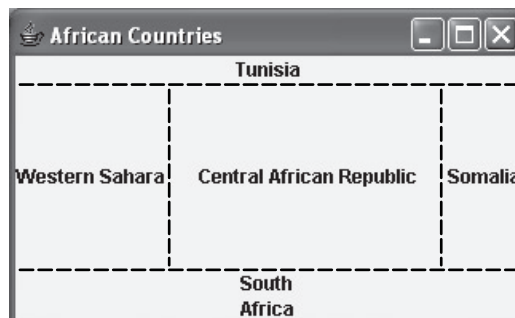 African Countries
Tunisia
Western Sahara Central African Republic Somalia
South
Africa